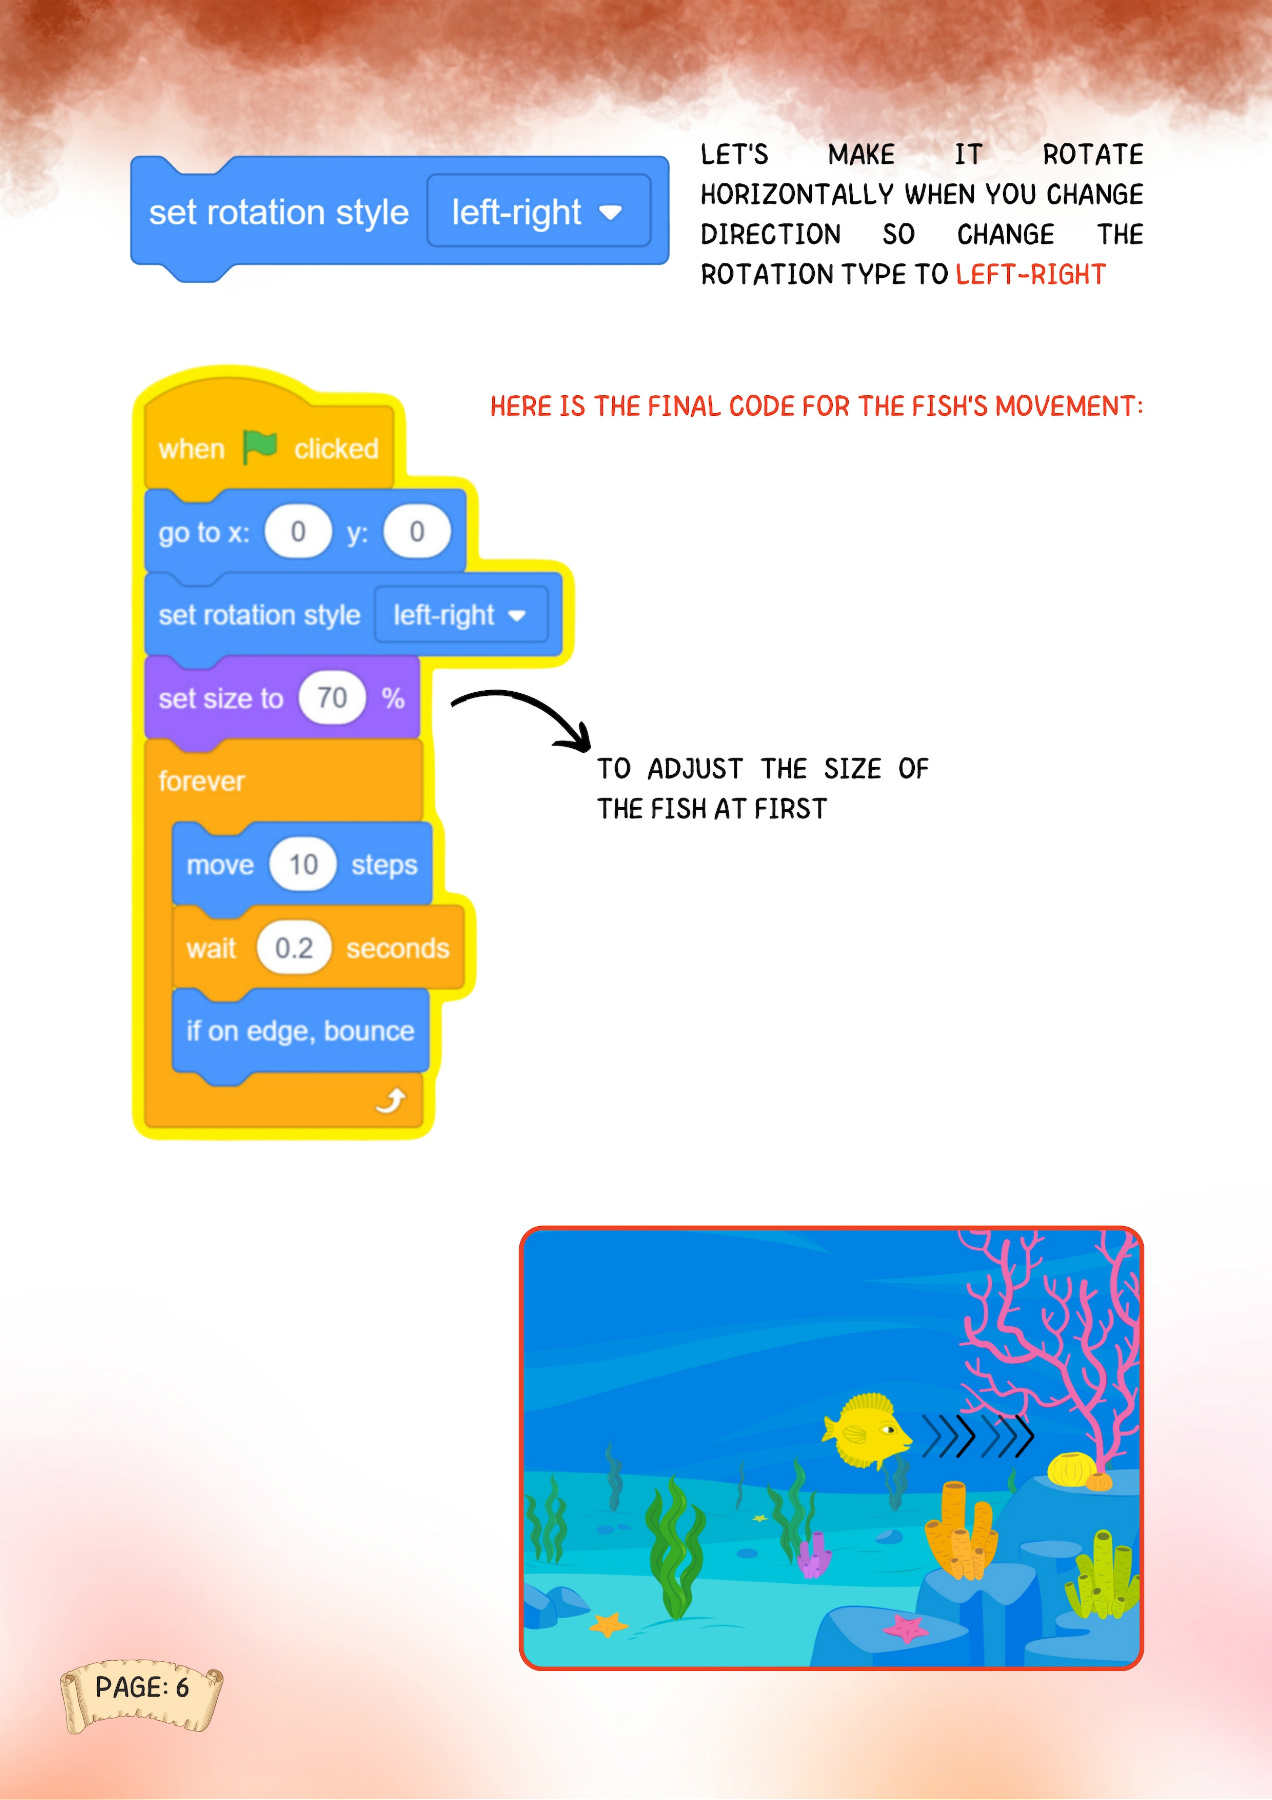 set rotation style left-right
LET'S MAKE IT ROTATE
HORIZONTALLY WHEN YOU CHANGE
DIRECTION SO CHANGE THE
ROTATION TYPE TO LEFT-RIGHT
HERE IS THE FINAL CODE FOR THE FISH'S MOVEMENT:
when clicked
go to x: 0 y: 0
set rotation style left-right
set size to 70 %
forever
move 10 steps
wait 0.2 seconds
if on edge, bounce
TO ADJUST THE SIZE OF
THE FISH AT FIRST
PAGE: 6